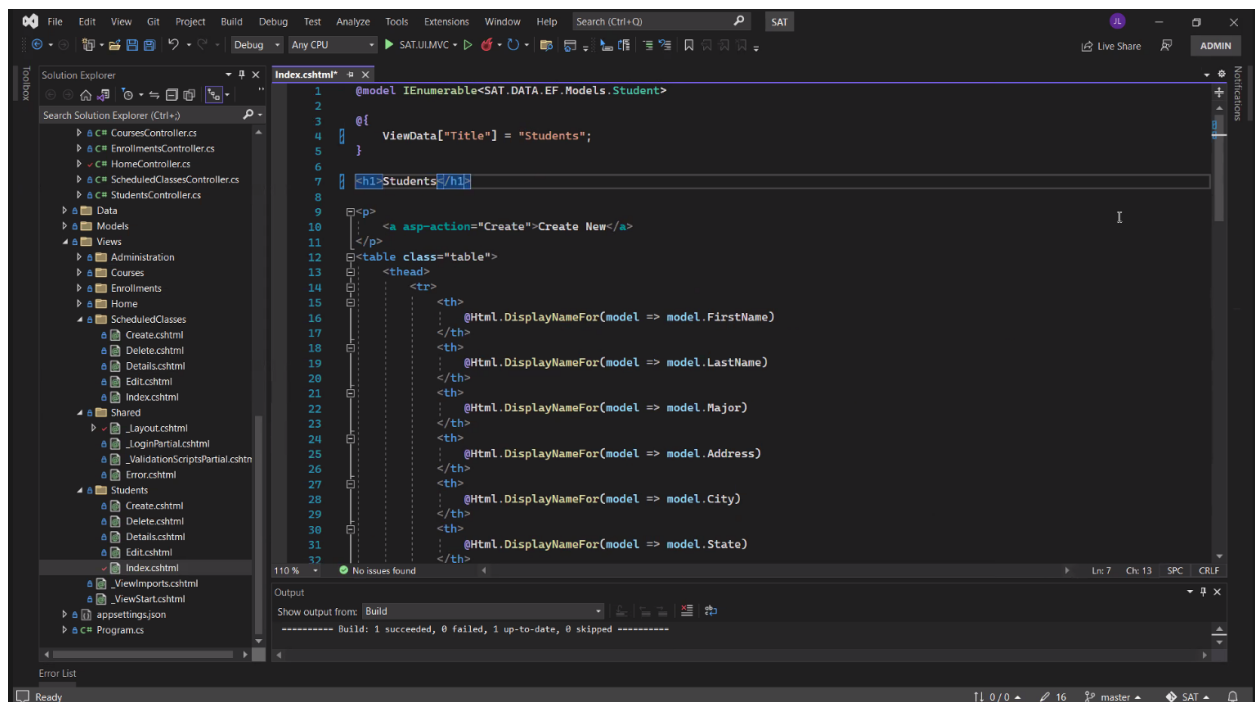 File Edit View Git Project Build Debug Test Analyze Tools Extensions Window Help Search (Ctrl+Q) SAT JL
Debug Any CPU SAT.UI.MVC Live Share ADMIN
Toolbox
Solution Explorer
Search Solution Explorer (Ctrl+;)
C# CoursesController.cs
C# EnrollmentsController.cs
C# HomeController.cs
C# ScheduledClassesController.cs
C# StudentsController.cs
Data
Models
Views
Administration
Courses
Enrollments
Home
ScheduledClasses
Create.cshtml
Delete.cshtml
Details.cshtml
Edit.cshtml
Index.cshtml
Shared
_Layout.cshtml
_LoginPartial.cshtml
_ValidationScriptsPartial.cshtm
Error.cshtml
Students
Create.cshtml
Delete.cshtml
Details.cshtml
Edit.cshtml
Index.cshtml
_ViewImports.cshtml
_ViewStart.cshtml
appsettings.json
C# Program.cs
Index.cshtml*
1 @model IEnumerable<SAT.DATA.EF.Models.Student>
2
3 @{
4 ViewData["Title"] = "Students";
5 }
6
7 <h1>Students</h1>
8
9 <p>
10 <a asp-action="Create">Create New</a>
11 </p>
12 <table class="table">
13 <thead>
14 <tr>
15 <th>
16 @Html.DisplayNameFor(model => model.FirstName)
17 </th>
18 <th>
19 @Html.DisplayNameFor(model => model.LastName)
20 </th>
21 <th>
22 @Html.DisplayNameFor(model => model.Major)
23 </th>
24 <th>
25 @Html.DisplayNameFor(model => model.Address)
26 </th>
27 <th>
28 @Html.DisplayNameFor(model => model.City)
29 </th>
30 <th>
31 @Html.DisplayNameFor(model => model.State)
32 </th>
110 % No issues found Ln: 7 Ch: 13 SPC CRLF
Notifications
Output
Show output from: Build
========== Build: 1 succeeded, 0 failed, 1 up-to-date, 0 skipped ==========
Error List
Ready 0 / 0 16 master SAT